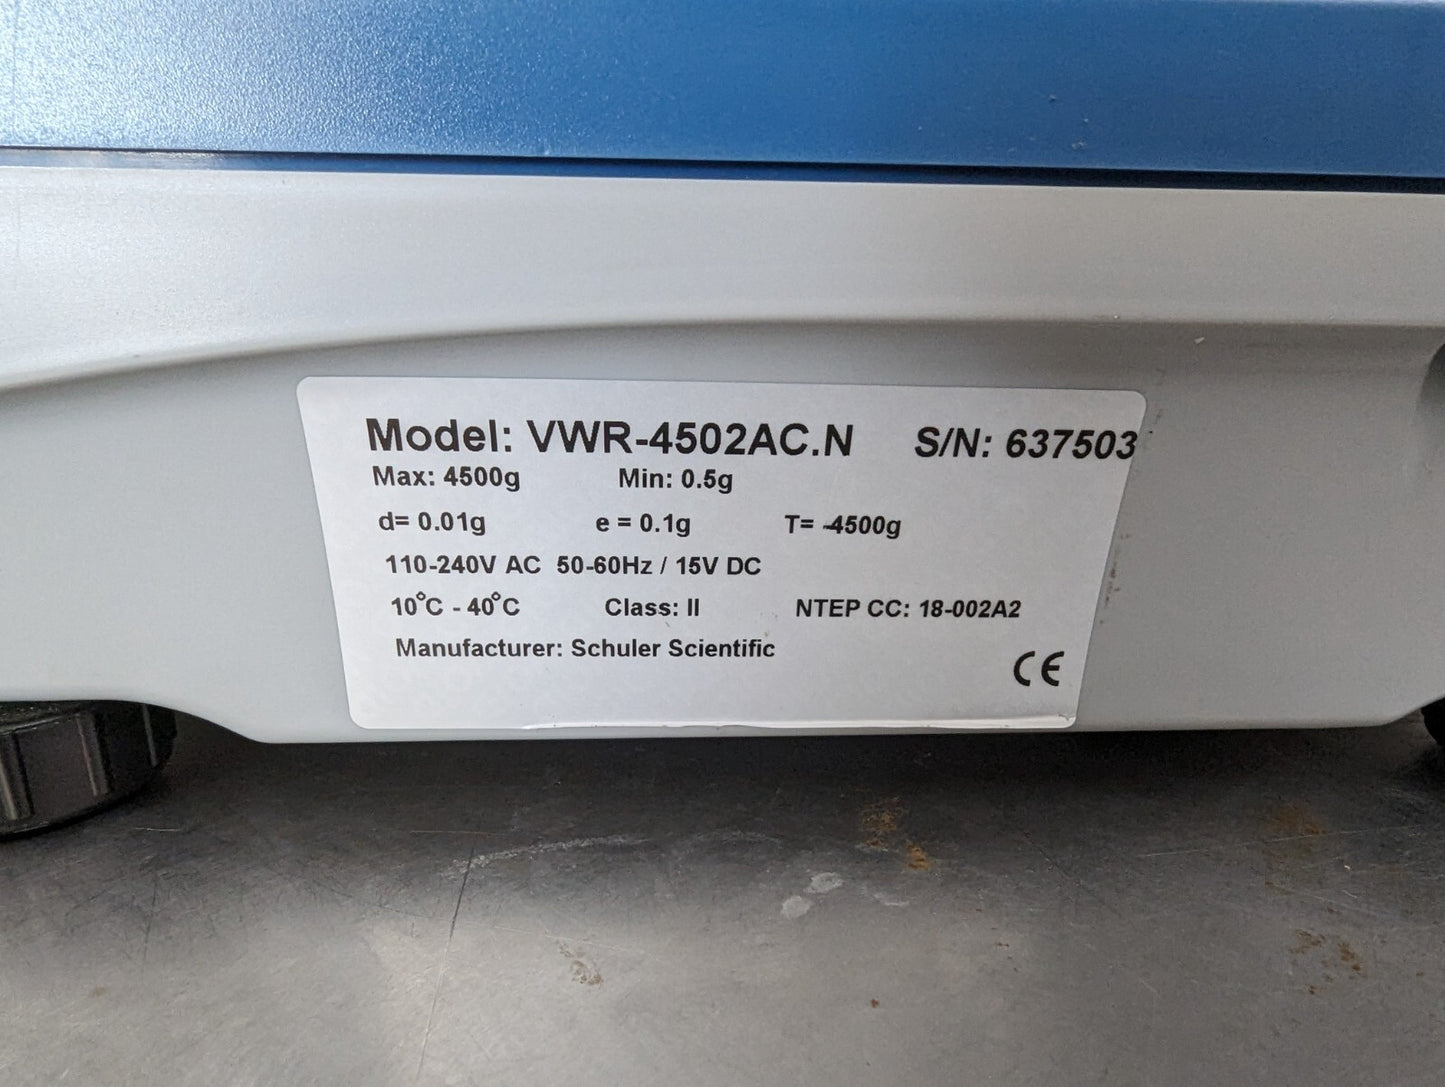 Model: VWR-4502AC.N S/N: 637503
Max: 4500g Min: 0.5g
d= 0.01g e = 0.1g T= -4500g
110-240V AC 50-60Hz / 15V DC
10°C - 40°C Class: II NTEP CC: 18-002A2
Manufacturer: Schuler Scientific
CE